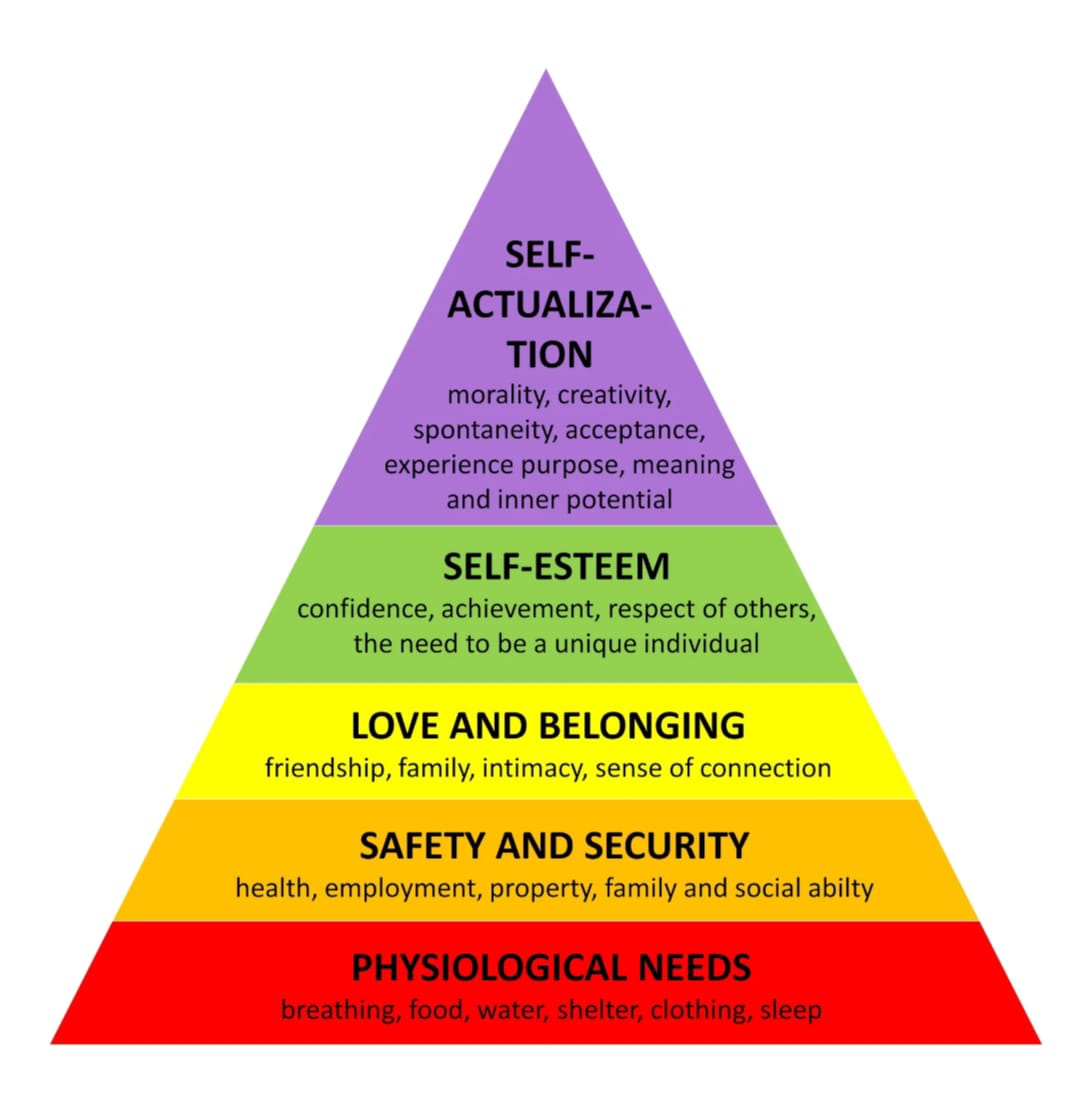 SELF-
ACTUALIZA-
TION
morality, creativity,
spontaneity, acceptance,
experience purpose, meaning
and inner potential
SELF-ESTEEM
confidence, achievement, respect of others,
the need to be a unique individual
LOVE AND BELONGING
friendship, family, intimacy, sense of connection
SAFETY AND SECURITY
health, employment, property, family and social abilty
PHYSIOLOGICAL NEEDS
breathing, food, water, shelter, clothing, sleep